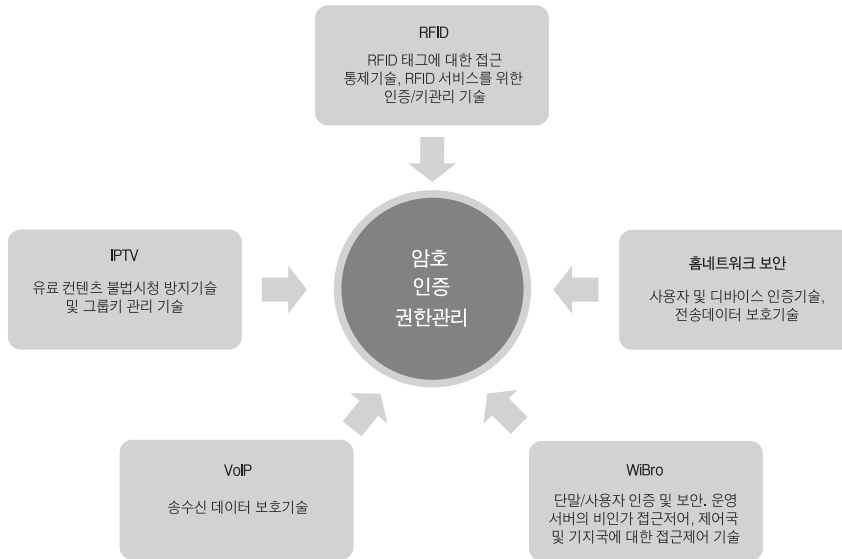 RFID
RFID 태그에 대한 접근
통제기술, RFID 서비스를 위한
인증/키관리 기술
IPTV
유료 컨텐츠 불법시청 방지기슬
및 그룹키 관리 기술
암호
인증
권한관리
홈네트워크 보안
사용자 및 디바이스 인증기술,
전송데이터 보호기술
VoIP
송수신 데이터 보호기술
WiBro
단말/사용자 인증 및 보안. 운영
서버의 비인가 접근저어, 제어국
및 기지국에 대한 접근제어 기술